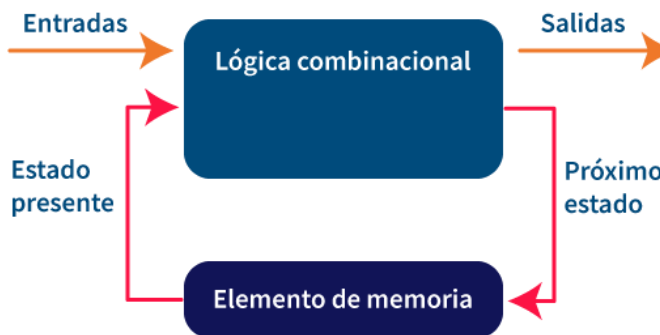 Entradas
Salidas
Lógica combinacional
Estado
presente
Próximo
estado
Elemento de memoria